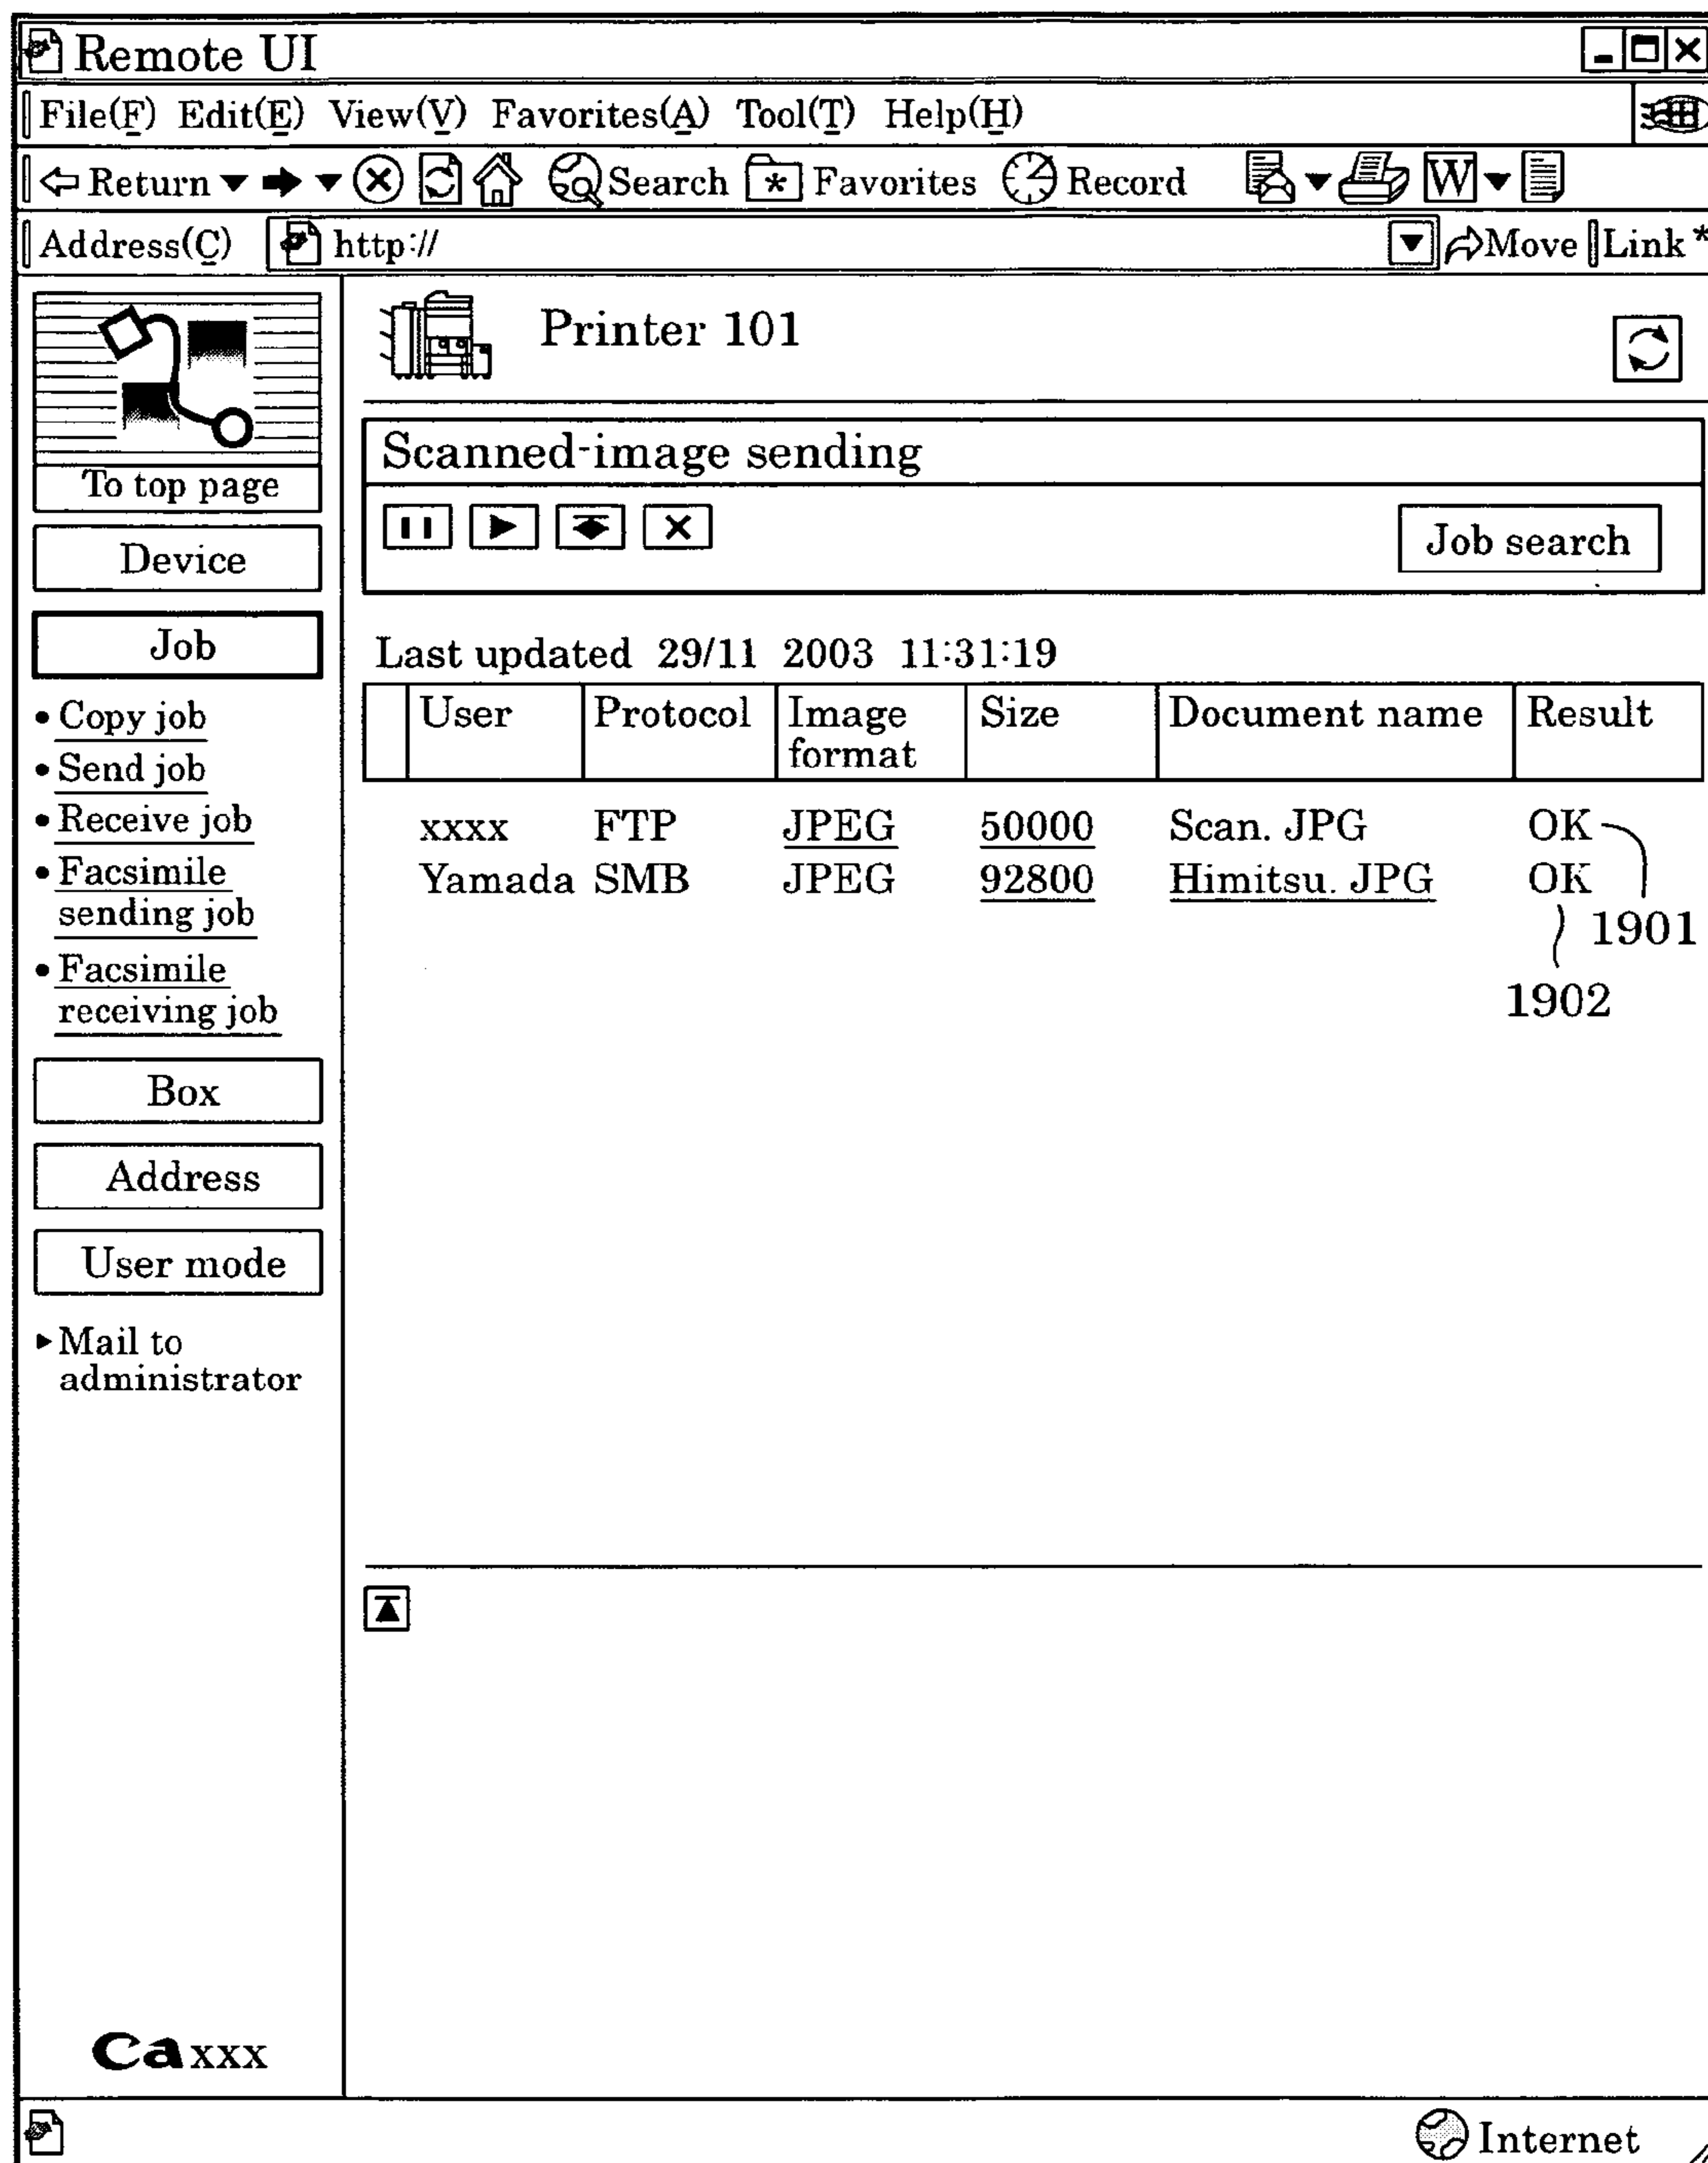 Remote UI
File(F) Edit(E) View(V) Favorites(A) Tool(T) Help(H)
Return Search Favorites Record W
Address(C) http:// Move Link *
To top page
Device
Job
• Copy job
• Send job
• Receive job
• Facsimile
sending job
• Facsimile
receiving job
Box
Address
User mode
Mail to
administrator
Caxxx
Printer 101
Scanned-image sending
Job search
Last updated 29/11 2003 11:31:19
User Protocol Image format Size Document name Result
xxxx FTP JPEG 50000 Scan. JPG OK
Yamada SMB JPEG 92800 Himitsu. JPG OK
1901
1902
Internet